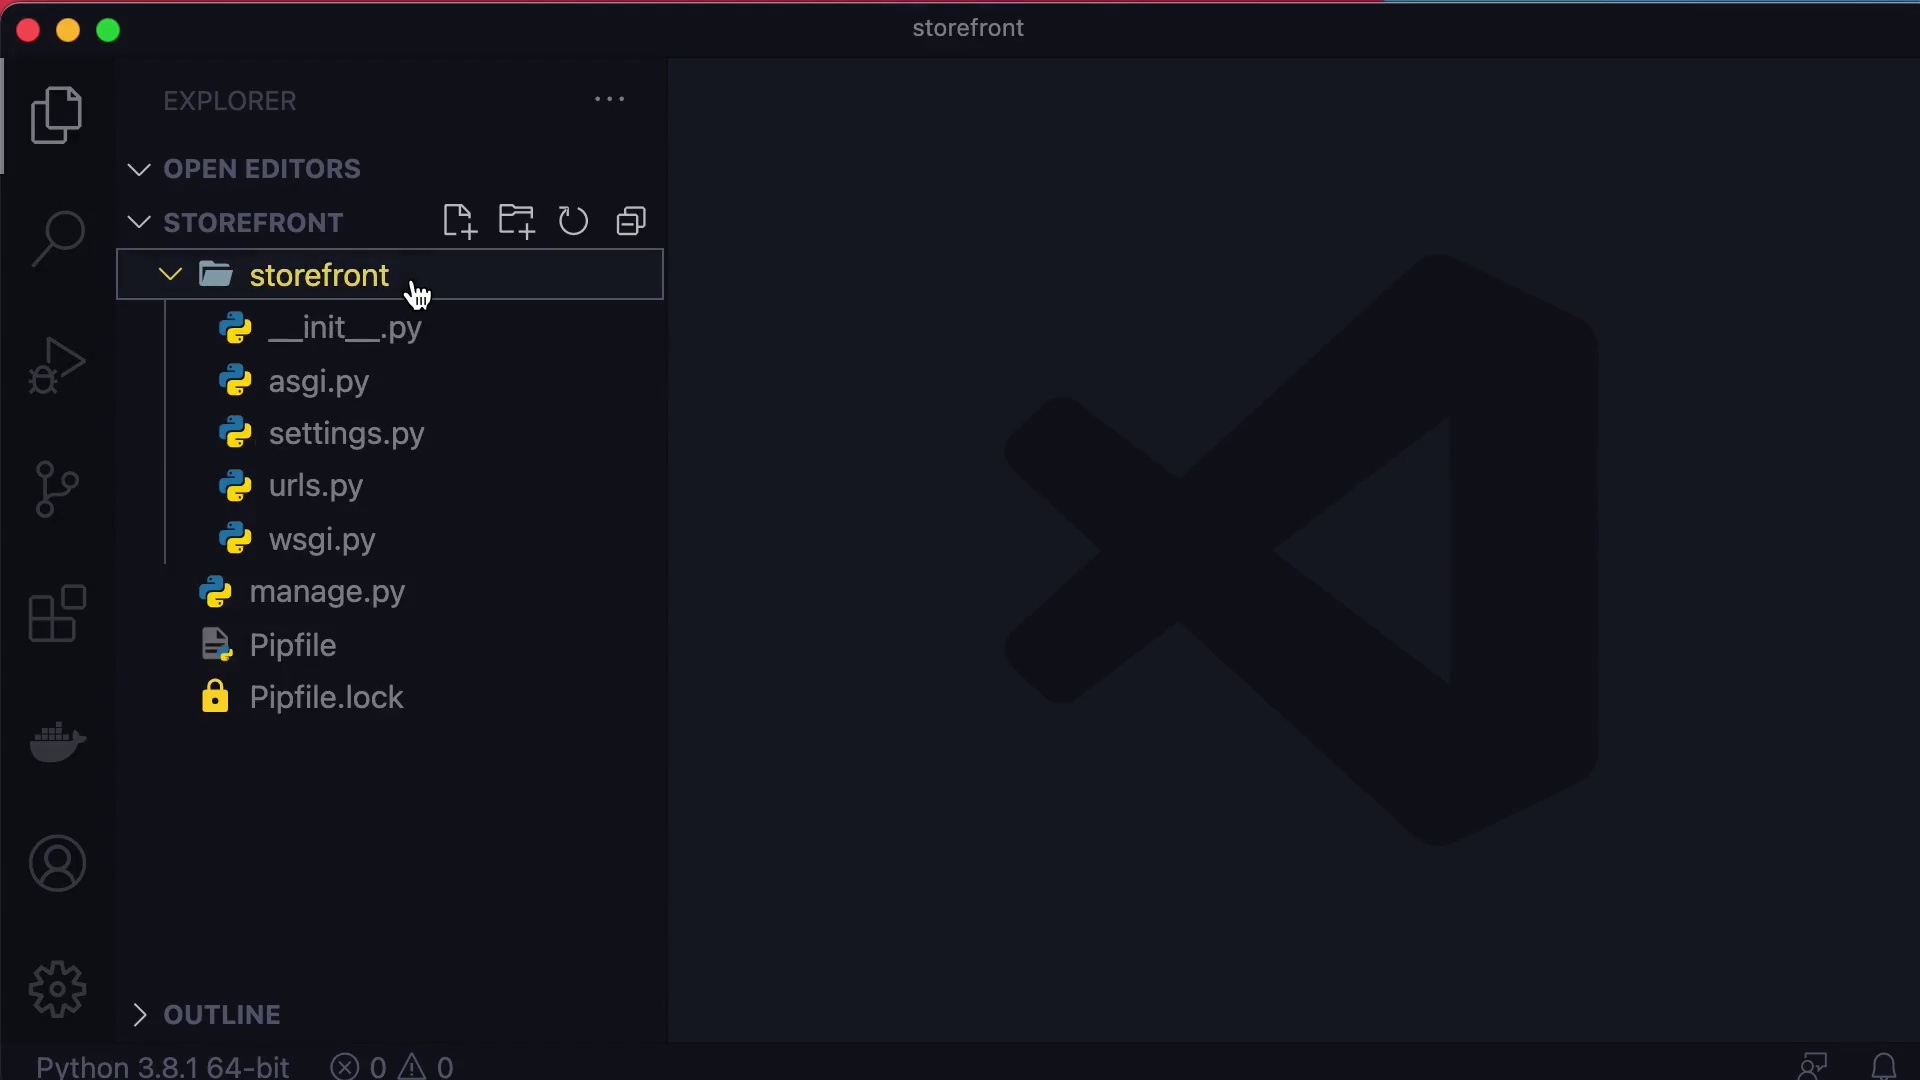 storefront
EXPLORER
OPEN EDITORS
STOREFRONT
storefront
__init__.py
asgi.py
settings.py
urls.py
wsgi.py
manage.py
Pipfile
Pipfile.lock
OUTLINE
Python 3.8.1 64-bit 0 0